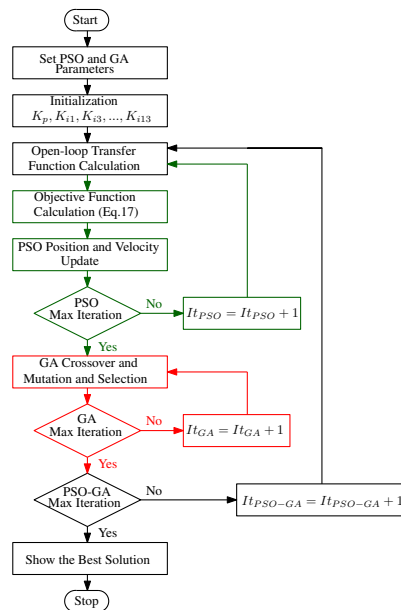 Start
Set PSO and GA
Parameters
Initialization
K_p, K_{i1}, K_{i3}, ..., K_{i13}
Open-loop Transfer
Function Calculation
Objective Function
Calculation (Eq.17)
PSO Position and Velocity
Update
PSO
Max Iteration
No
It_{PSO} = It_{PSO} + 1
Yes
GA Crossover and
Mutation and Selection
GA
Max Iteration
No
It_{GA} = It_{GA} + 1
Yes
PSO-GA
Max Iteration
No
It_{PSO-GA} = It_{PSO-GA} + 1
Yes
Show the Best Solution
Stop